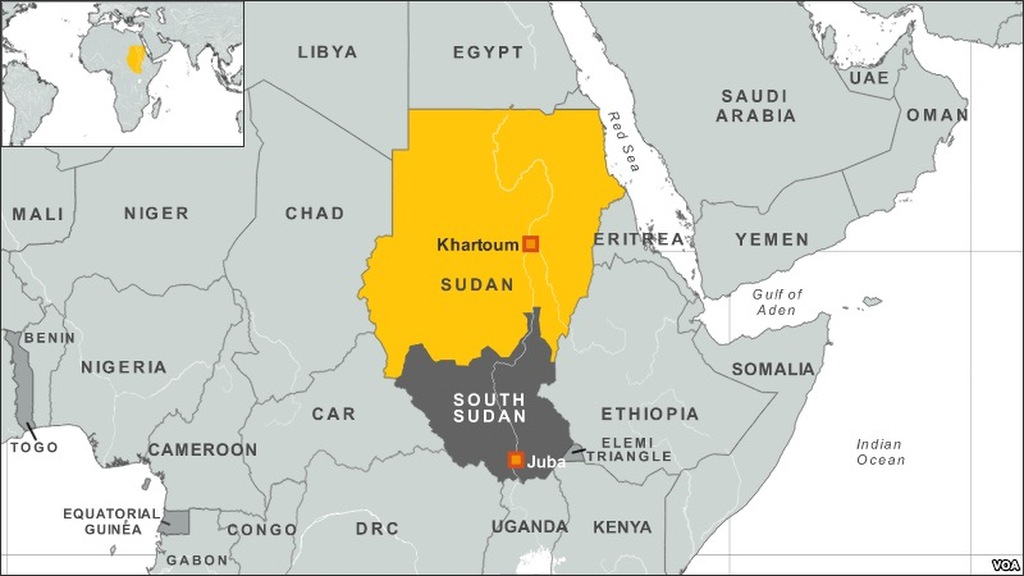 LIBYA
EGYPT
SAUDI
ARABIA
UAE
OMAN
Red Sea
MALI
NIGER
CHAD
Khartoum
SUDAN
ERITREA
YEMEN
Gulf of
Aden
BENIN
NIGERIA
SOMALIA
SOUTH
SUDAN
CAR
ETHIOPIA
TOGO
CAMEROON
ELEMI
TRIANGLE
Juba
Indian
Ocean
EQUATORIAL
GUINÉA
CONGO
DRC
UGANDA
KENYA
GABON
VOA